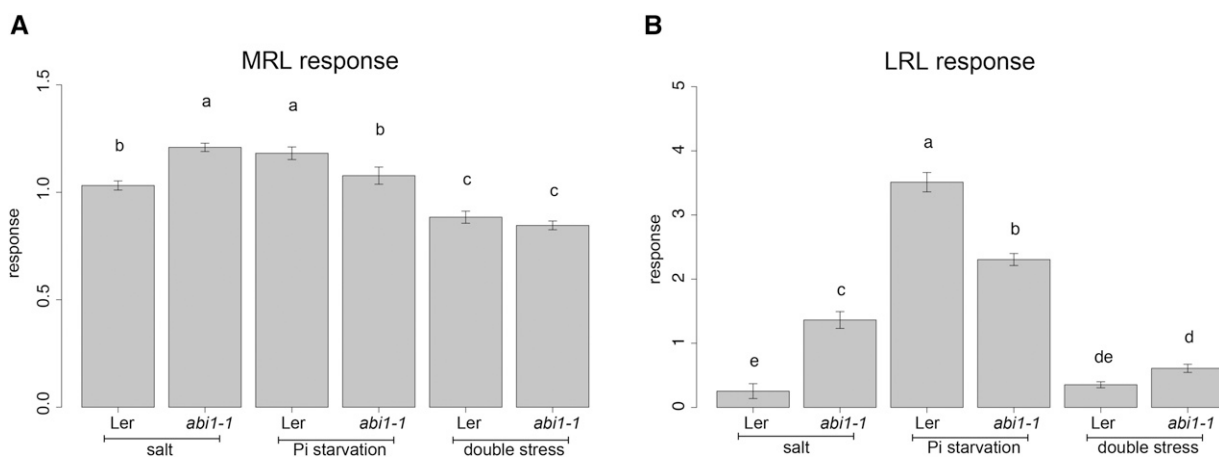 A
MRL response
response
1.5
1.0
0.5
0.0
b
a
a
b
c
c
Ler
abi1-1
Ler
abi1-1
Ler
abi1-1
salt
Pi starvation
double stress
B
LRL response
response
5
4
3
2
1
0
e
c
a
b
de
d
Ler
abi1-1
Ler
abi1-1
Ler
abi1-1
salt
Pi starvation
double stress